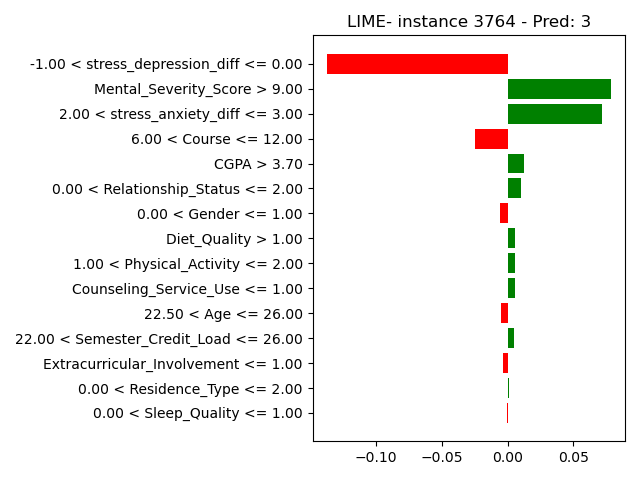 LIME- instance 3764 - Pred: 3
-1.00 < stress_depression_diff <= 0.00
Mental_Severity_Score > 9.00
2.00 < stress_anxiety_diff <= 3.00
6.00 < Course <= 12.00
CGPA > 3.70
0.00 < Relationship_Status <= 2.00
0.00 < Gender <= 1.00
Diet_Quality > 1.00
1.00 < Physical_Activity <= 2.00
Counseling_Service_Use <= 1.00
22.50 < Age <= 26.00
22.00 < Semester_Credit_Load <= 26.00
Extracurricular_Involvement <= 1.00
0.00 < Residence_Type <= 2.00
0.00 < Sleep_Quality <= 1.00
−0.10 −0.05 0.00 0.05